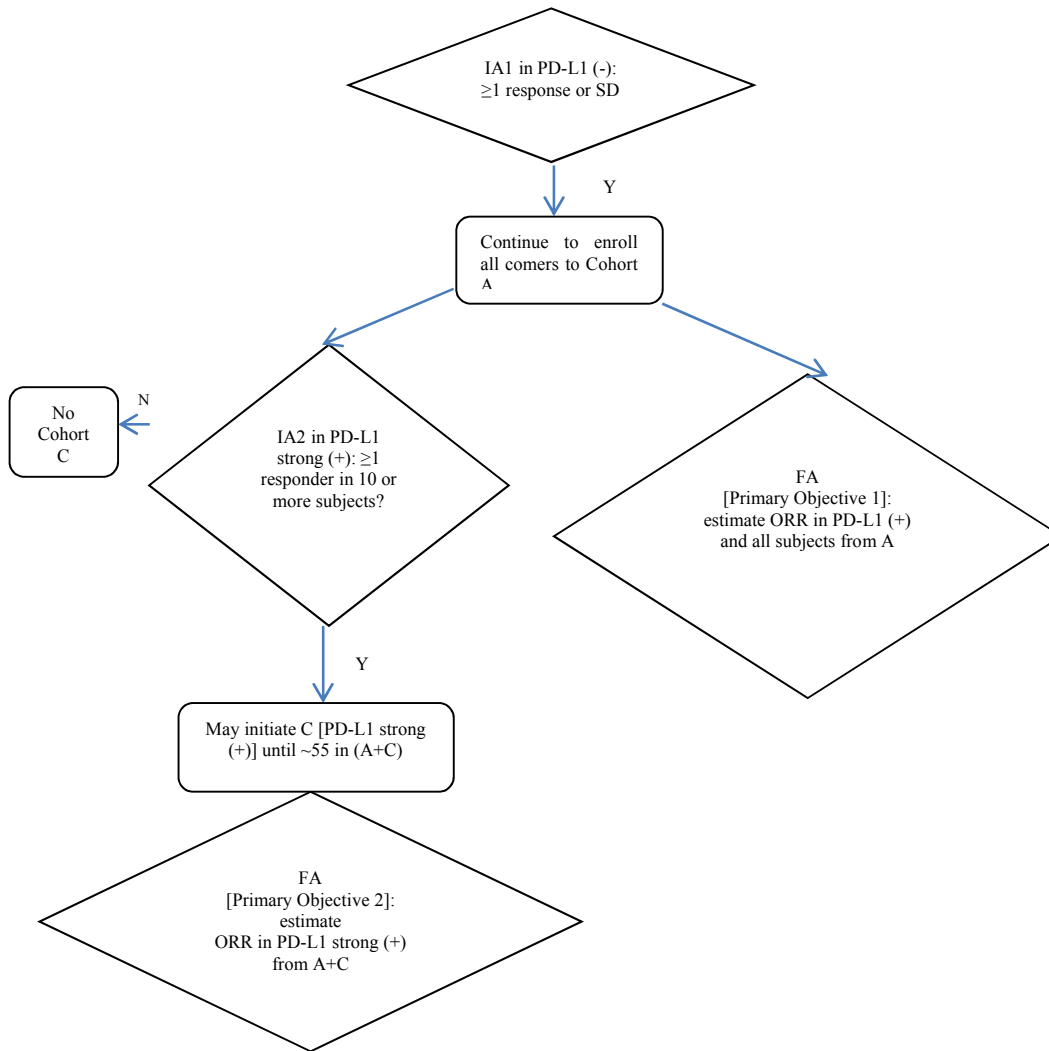 IA1 in PD-L1 (-):
≥1 response or SD
Y
Continue to enroll
all comers to Cohort
A
N
No
Cohort
C
IA2 in PD-L1
strong (+): ≥1
responder in 10 or
more subjects?
FA
[Primary Objective 1]:
estimate ORR in PD-L1 (+)
and all subjects from A
Y
May initiate C [PD-L1 strong
(+)] until ~55 in (A+C)
FA
[Primary Objective 2]:
estimate
ORR in PD-L1 strong (+)
from A+C